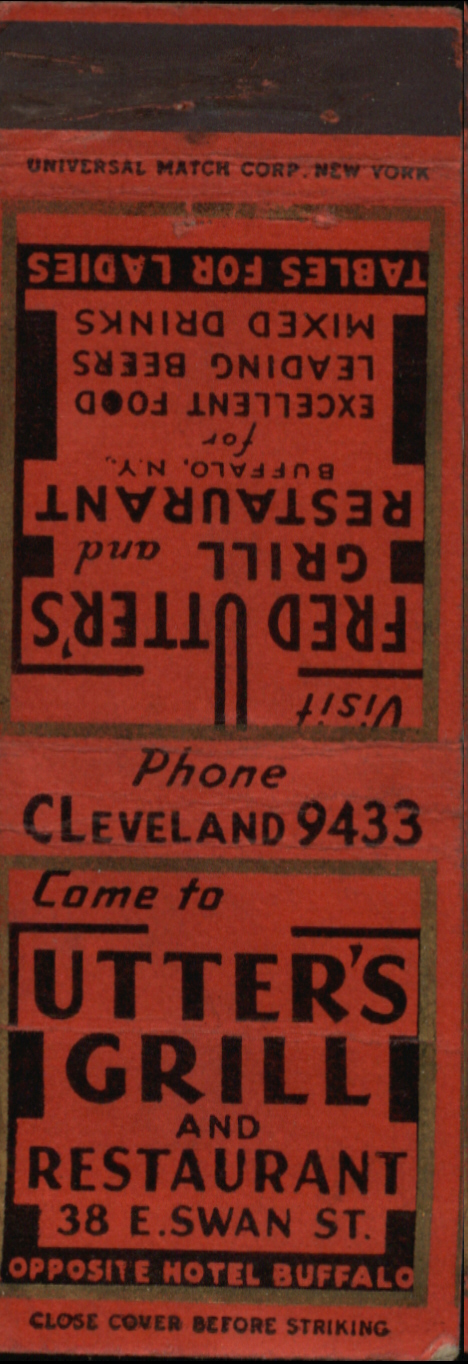 UNIVERSAL MATCH CORP. NEW YORK
Visit
FRED UTTER'S
GRILL and
RESTAURANT
BUFFALO, N.Y.,
for
EXCELLENT FOOD
LEADING BEERS
MIXED DRINKS
TABLES FOR LADIES
Phone
CLEVELAND 9433
Come to
UTTER'S
GRILL
AND
RESTAURANT
38 E. SWAN ST.
OPPOSITE HOTEL BUFFALO
CLOSE COVER BEFORE STRIKING